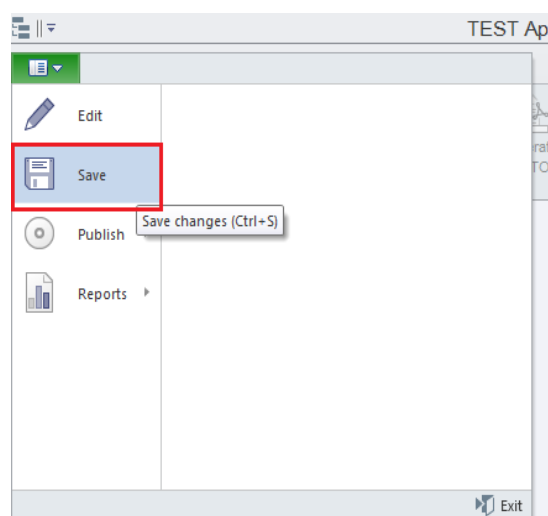 TEST Ap
Edit
Save
Save changes (Ctrl+S)
Publish
Reports
Exit